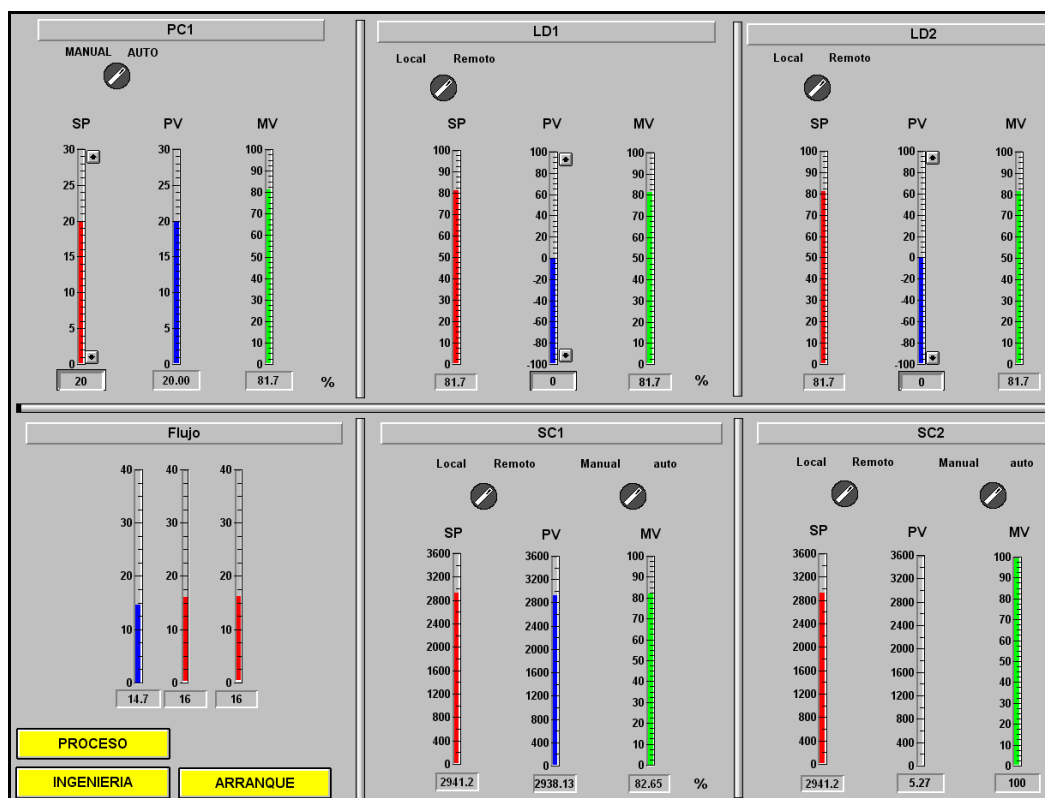 PC1
MANUAL AUTO
SP PV MV
30 30 100
90
25 25 80
70
20 20 60
15 15 50
40
10 10 30
5 5 20
10
0 0 0
20 20.00 81.7 %
LD1
Local Remoto
SP PV MV
100 100 100
90 80 90
80 60 80
70 40 70
60 20 60
50 0 50
40 -20 40
30 -40 30
20 -60 20
10 -80 10
0 -100 0
81.7 0 81.7 %
LD2
Local Remoto
SP PV MV
100 100 100
90 80 90
80 60 80
70 40 70
60 20 60
50 0 50
40 -20 40
30 -40 30
20 -60 20
10 -80 10
0 -100 0
81.7 0 81.7
Flujo
40 40 40
30 30 30
20 20 20
10 10 10
0 0 0
14.7 16 16
PROCESO
INGENIERIA ARRANQUE
SC1
Local Remoto Manual auto
SP PV MV
3600 3600 100
3200 3200 90
2800 2800 80
2400 2400 70
2000 2000 60
50
1600 1600 40
1200 1200 30
800 800 20
400 400 10
0 0 0
2941.2 2938.13 82.65 %
SC2
Local Remoto Manual auto
SP PV MV
3600 3600 100
3200 3200 90
2800 2800 80
2400 2400 70
2000 2000 60
50
1600 1600 40
1200 1200 30
800 800 20
400 400 10
0 0 0
2941.2 5.27 100